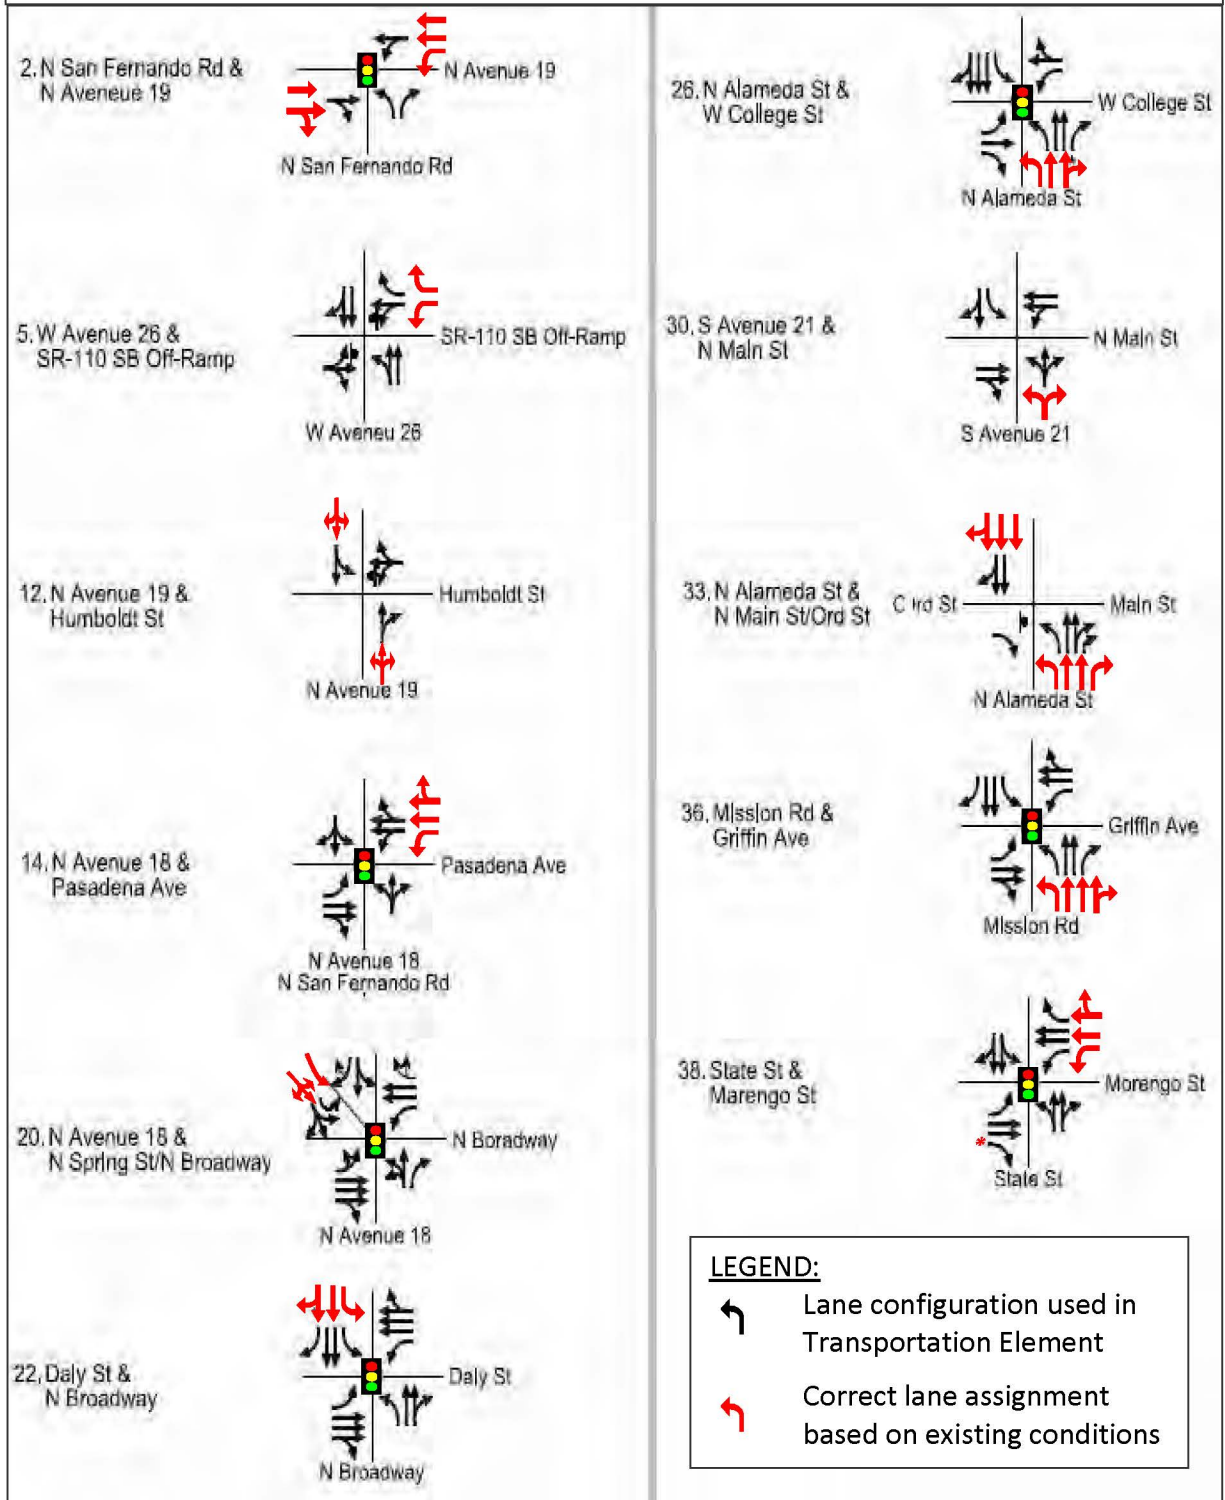 2. N San Fernando Rd &
N Aveneue 19
N Avenue 19
N San Fernando Rd
5. W Avenue 26 &
SR-110 SB Off-Ramp
SR-110 SB Off-Ramp
W Aveneu 26
12. N Avenue 19 &
Humboldt St
Humboldt St
N Avenue 19
14. N Avenue 18 &
Pasadena Ave
Pasadena Ave
N Avenue 18
N San Fernando Rd
20. N Avenue 18 &
N Spring St/N Broadway
N Boradway
N Avenue 18
22. Daly St &
N Broadway
Daly St
N Broadway
26. N Alameda St &
W College St
W College St
N Alameda St
30. S Avenue 21 &
N Main St
N Main St
S Avenue 21
33. N Alameda St &
N Main St/Ord St
Ord St
Main St
N Alameda St
36. Mission Rd &
Griffin Ave
Griffin Ave
Mission Rd
38. State St &
Marengo St
Morengo St
*
State St
LEGEND:
Lane configuration used in
Transportation Element
Correct lane assignment
based on existing conditions